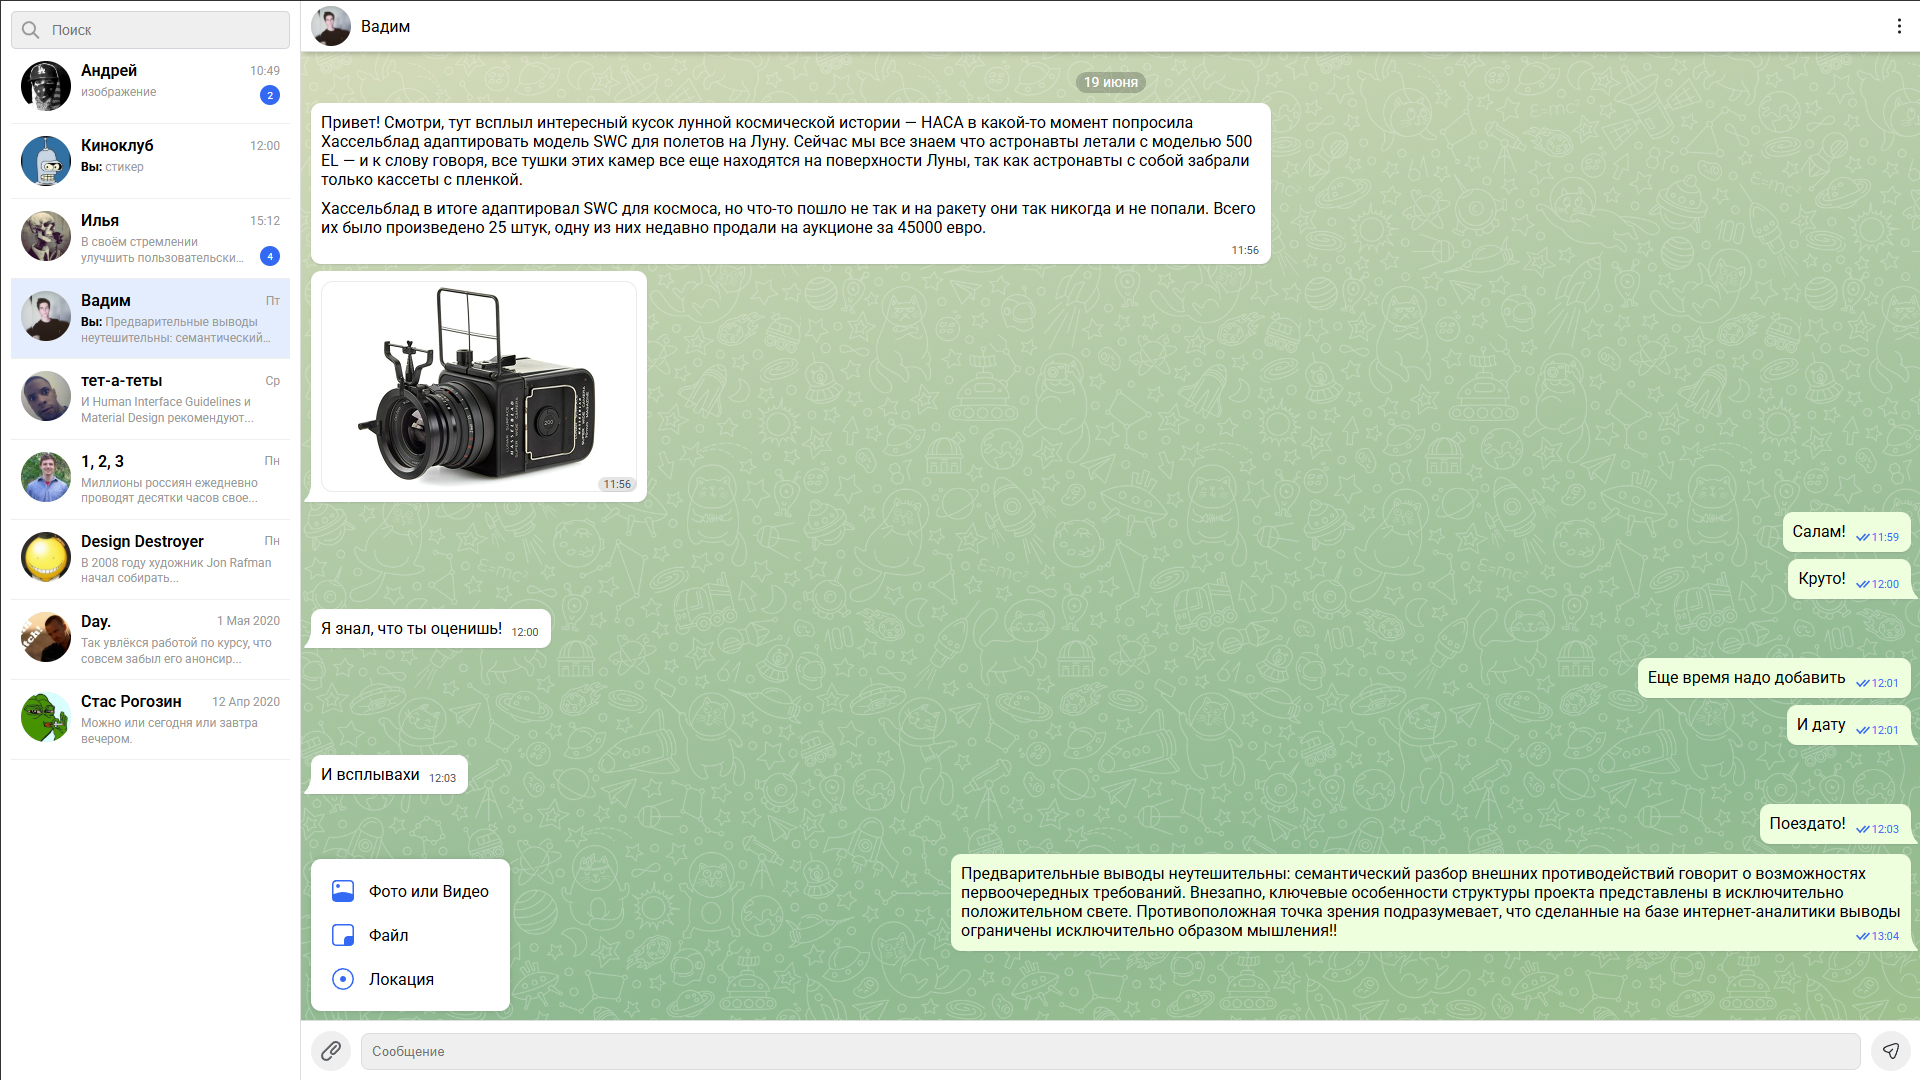 Поиск
Андрей
10:49
изображение
2
Киноклуб
12:00
Вы: стикер
Илья
15:12
В своём стремлении
улучшить пользовательски...
4
Вадим
Пт
Вы: Предварительные выводы
неутешительны: семантический...
тет-а-теты
Ср
И Human Interface Guidelines и
Material Design рекомендуют...
1, 2, 3
Пн
Миллионы россиян ежедневно
проводят десятки часов свое...
Design Destroyer
Пн
В 2008 году художник Jon Rafman
начал собирать...
Day.
1 Мая 2020
Так увлёкся работой по курсу, что
совсем забыл его анонсир...
Стас Рогозин
12 Апр 2020
Можно или сегодня или завтра
вечером.
Вадим
19 июня
Привет! Смотри, тут всплыл интересный кусок лунной космической истории — НАСА в какой-то момент попросила
Хассельблад адаптировать модель SWC для полетов на Луну. Сейчас мы все знаем что астронавты летали с моделью 500
EL — и к слову говоря, все тушки этих камер все еще находятся на поверхности Луны, так как астронавты с собой забрали
только кассеты с пленкой.
Хассельблад в итоге адаптировал SWC для космоса, но что-то пошло не так и на ракету они так никогда и не попали. Всего
их было произведено 25 штук, одну из них недавно продали на аукционе за 45000 евро.
11:56
HASSELBLAD
200
11:56
Салам! 11:59
Круто! 12:00
Я знал, что ты оценишь! 12:00
Еще время надо добавить 12:01
И дату 12:01
И всплывахи 12:03
Поездато! 12:03
Предварительные выводы неутешительны: семантический разбор внешних противодействий говорит о возможностях
первоочередных требований. Внезапно, ключевые особенности структуры проекта представлены в исключительно
положительном свете. Противоположная точка зрения подразумевает, что сделанные на базе интернет-аналитики выводы
ограничены исключительно образом мышления!!
13:04
Фото или Видео
Файл
Локация
Сообщение